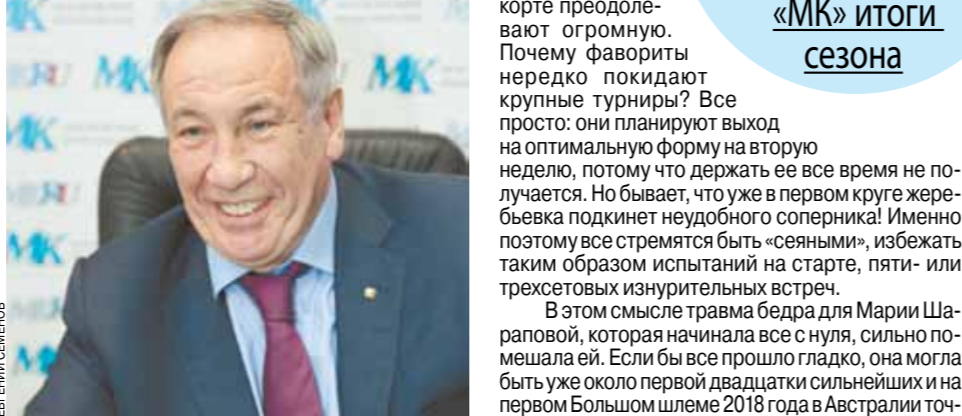 МК
МК
МК
ЕВГЕНИЙ СЕМЕНОВ
«МК» итоги
сезона
корте преодоле-
вают огромную.
Почему фавориты
нередко покидают
крупные турниры? Все
просто: они планируют выход
на оптимальную форму на вторую
неделю, потому что держать ее все время не по-
лучается. Но бывает, что уже в первом круге жере-
бьевка подкинет неудобного соперника! Именно
поэтому все стремятся быть «сеяными», избежать
таким образом испытаний на старте, пяти- или
трехсетовых изнурительных встреч.
В этом смысле травма бедра для Марии Ша-
раповой, которая начинала все с нуля, сильно по-
мешала ей. Если бы все прошло гладко, она могла
быть уже около первой двадцатки сильнейших и на
первом Большом шлеме 2018 года в Австралии точ-